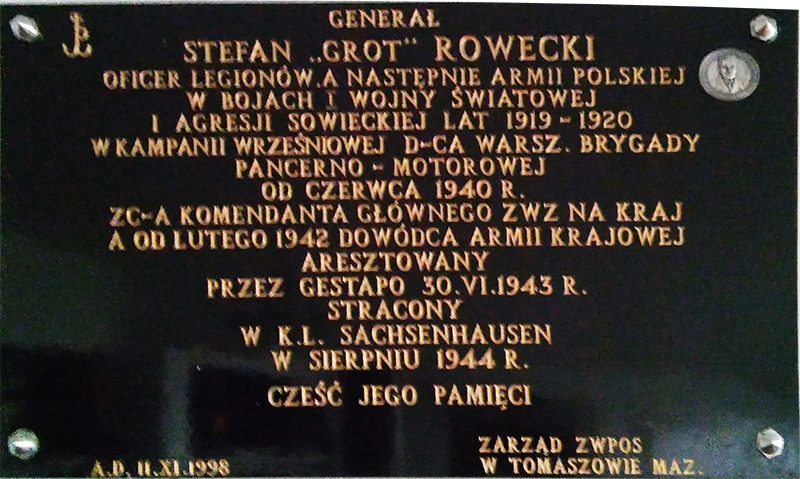 GENERAŁ
STEFAN „GROT” ROWECKI
OFICER LEGIONÓW.A NASTĘPNIE ARMII POLSKIEJ
W BOJACH I WOJNY ŚWIATOWEJ
I AGRESJI SOWIECKIEJ LAT 1919-1920
W KAMPANII WRZEŚNIOWEJ D-CA WARSZ. BRYGADY
PANCERNO - MOTOROWEJ
OD CZERWCA 1940 R.
ZC-A KOMENDANTA GŁÓWNEGO ZWZ NA KRAJ
A OD LUTEGO 1942 DOWÓDCA ARMII KRAJOWEJ
ARESZTOWANY
PRZEZ GESTAPO 30.VI.1943 R.
STRACONY
W K.L. SACHSENHAUSEN
W SIERPNIU 1944 R.
CZEŚĆ JEGO PAMIĘCI
ZARZĄD ZWPOS
A.D. 11.XI.1998 W TOMASZOWIE MAZ.